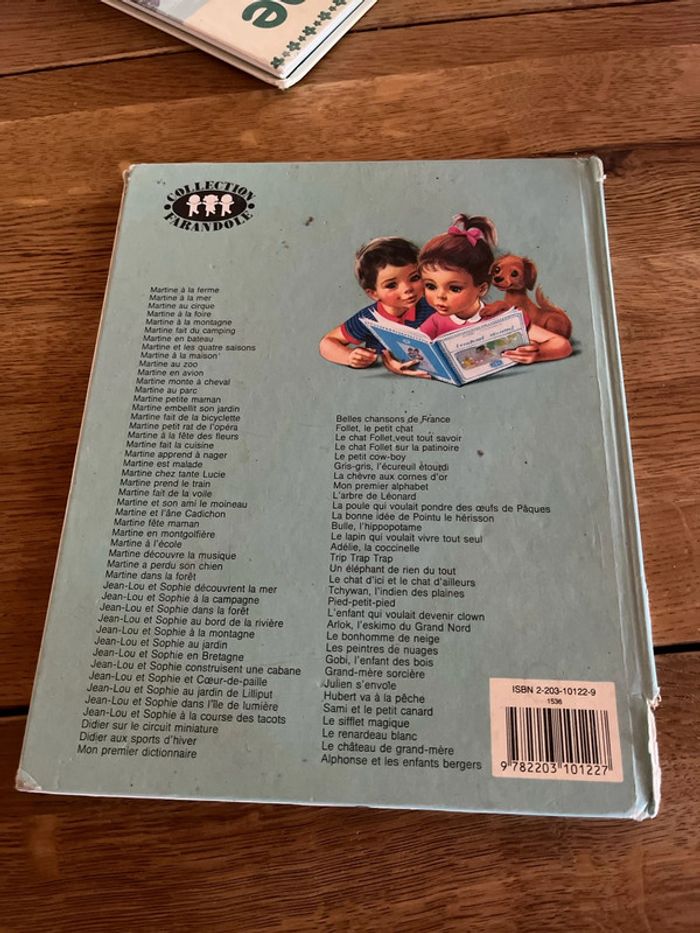 ne
COLLECTION
FARANDOLE
Martine à la ferme
Martine à la mer
Martine au cirque
Martine à la foire
Martine à la montagne
Martine fait du camping
Martine en bateau
Martine et les quatre saisons
Martine à la maison
Martine au zoo
Martine en avion
Martine monte à cheval
Martine au parc
Martine petite maman
Martine embellit son jardin
Martine fait de la bicyclette
Martine petit rat de l'opéra
Martine à la fête des fleurs
Martine fait la cuisine
Martine apprend à nager
Martine est malade
Martine chez tante Lucie
Martine prend le train
Martine fait de la voile
Martine et son ami le moineau
Martine et l'âne Cadichon
Martine fête maman
Martine en montgolfière
Martine à l'école
Martine découvre la musique
Martine a perdu son chien
Martine dans la forêt
Jean-Lou et Sophie découvrent la mer
Jean-Lou et Sophie à la campagne
Jean-Lou et Sophie dans la forêt
Jean-Lou et Sophie au bord de la rivière
Jean-Lou et Sophie à la montagne
Jean-Lou et Sophie au jardin
Jean-Lou et Sophie en Bretagne
Jean-Lou et Sophie construisent une cabane
Jean-Lou et Sophie et Cœur-de-paille
Jean-Lou et Sophie au jardin de Lilliput
Jean-Lou et Sophie dans l'île de lumière
Jean-Lou et Sophie à la course des tacots
Didier sur le circuit miniature
Didier aux sports d'hiver
Mon premier dictionnaire
Belles chansons de France
Follet, le petit chat
Le chat Follet veut tout savoir
Le chat Follet sur la patinoire
Le petit cow-boy
Gris-gris, l'écureuil étourdi
La chèvre aux cornes d'or
Mon premier alphabet
L'arbre de Léonard
La poule qui voulait pondre des œufs de Pâques
La bonne idée de Pointu le hérisson
Bulle, l'hippopotame
Le lapin qui voulait vivre tout seul
Adélie, la coccinelle
Trip Trap Trap
Un éléphant de rien du tout
Le chat d'ici et le chat d'ailleurs
Tchywan, l'indien des plaines
Pied-petit-pied
L'enfant qui voulait devenir clown
Arlok, l'eskimo du Grand Nord
Le bonhomme de neige
Les peintres de nuages
Gobi, l'enfant des bois
Grand-mère sorcière
Julien s'envole
Hubert va à la pêche
Sami et le petit canard
Le sifflet magique
Le renardeau blanc
Le château de grand-mère
Alphonse et les enfants bergers
ISBN 2-203-10122-9
1536
9 782203 101227